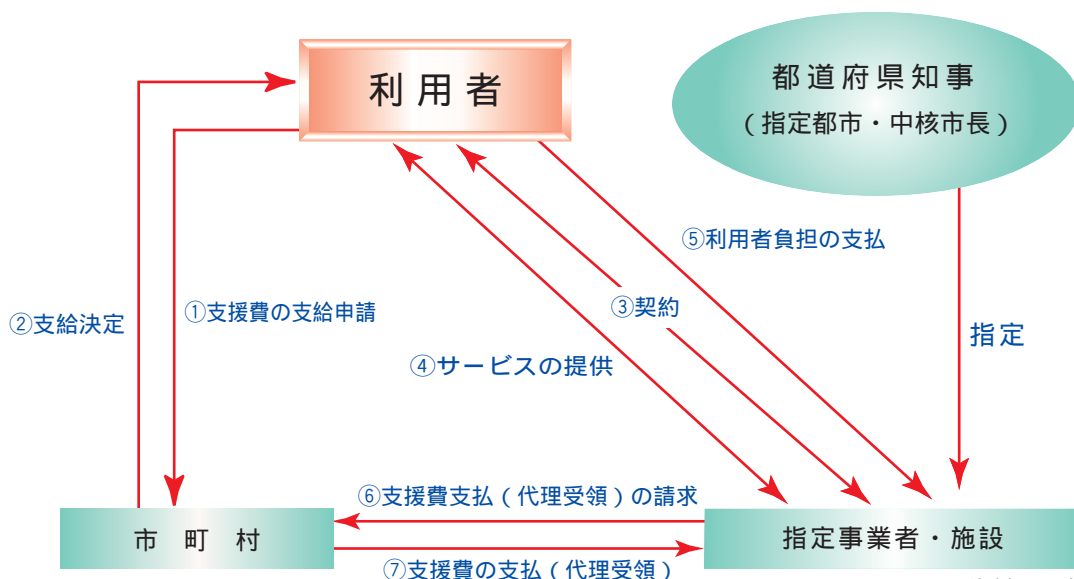 利用者
都道府県知事
（指定都市・中核市長）
⑤利用者負担の支払
③契約
①支援費の支給申請
②支給決定
指定
④サービスの提供
⑥支援費支払（代理受領）の請求
市町村
指定事業者・施設
⑦支援費の支払（代理受領）